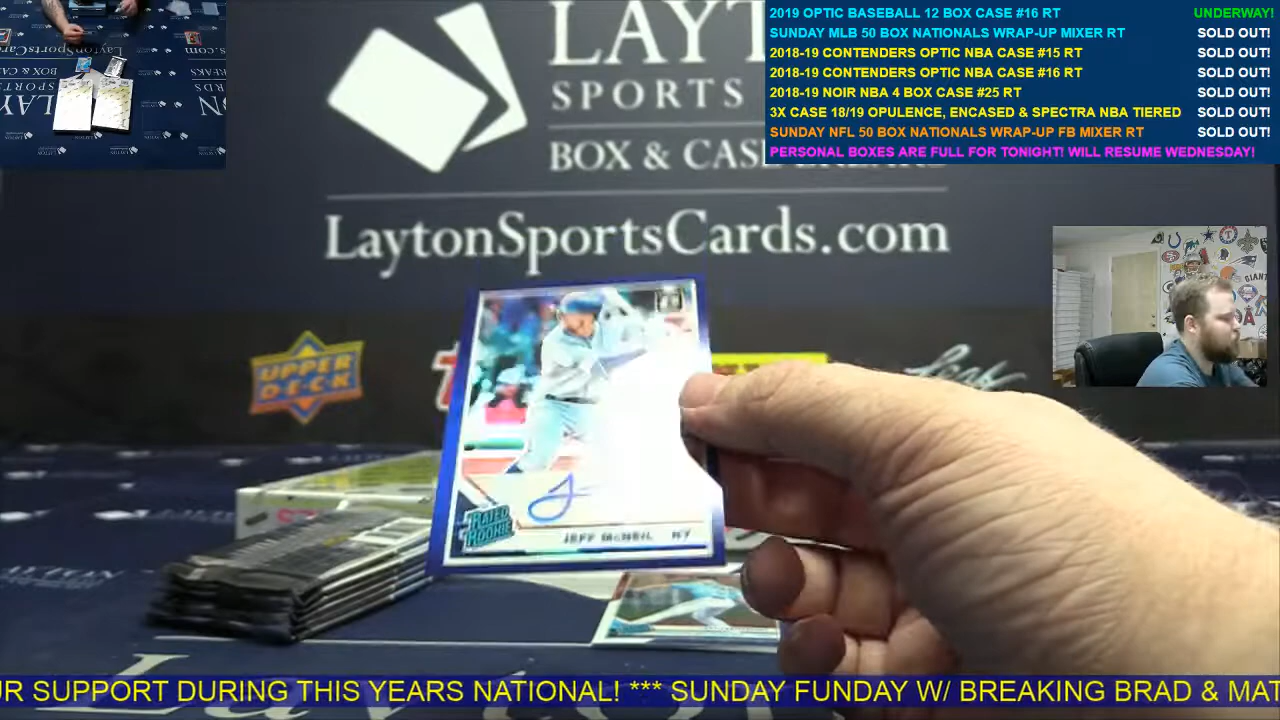 2019 OPTIC BASEBALL 12 BOX CASE #16 RT UNDERWAY!
SUNDAY MLB 50 BOX NATIONALS WRAP-UP MIXER RT SOLD OUT!
2018-19 CONTENDERS OPTIC NBA CASE #15 RT SOLD OUT!
2018-19 CONTENDERS OPTIC NBA CASE #16 RT SOLD OUT!
2018-19 NOIR NBA 4 BOX CASE #25 RT SOLD OUT!
3X CASE 18/19 OPULENCE, ENCASED & SPECTRA NBA TIERED SOLD OUT!
SUNDAY NFL 50 BOX NATIONALS WRAP-UP FB MIXER RT SOLD OUT!
PERSONAL BOXES ARE FULL FOR TONIGHT! WILL RESUME WEDNESDAY!
LAYT
SPORTS
BOX & CASE
LaytonSportsCards.com
UPPER
DECK
Leaf
RATED
ROOKIE
JEFF McNEIL NY
LAYTON
UR SUPPORT DURING THIS YEARS NATIONAL! *** SUNDAY FUNDAY W/ BREAKING BRAD & MAT